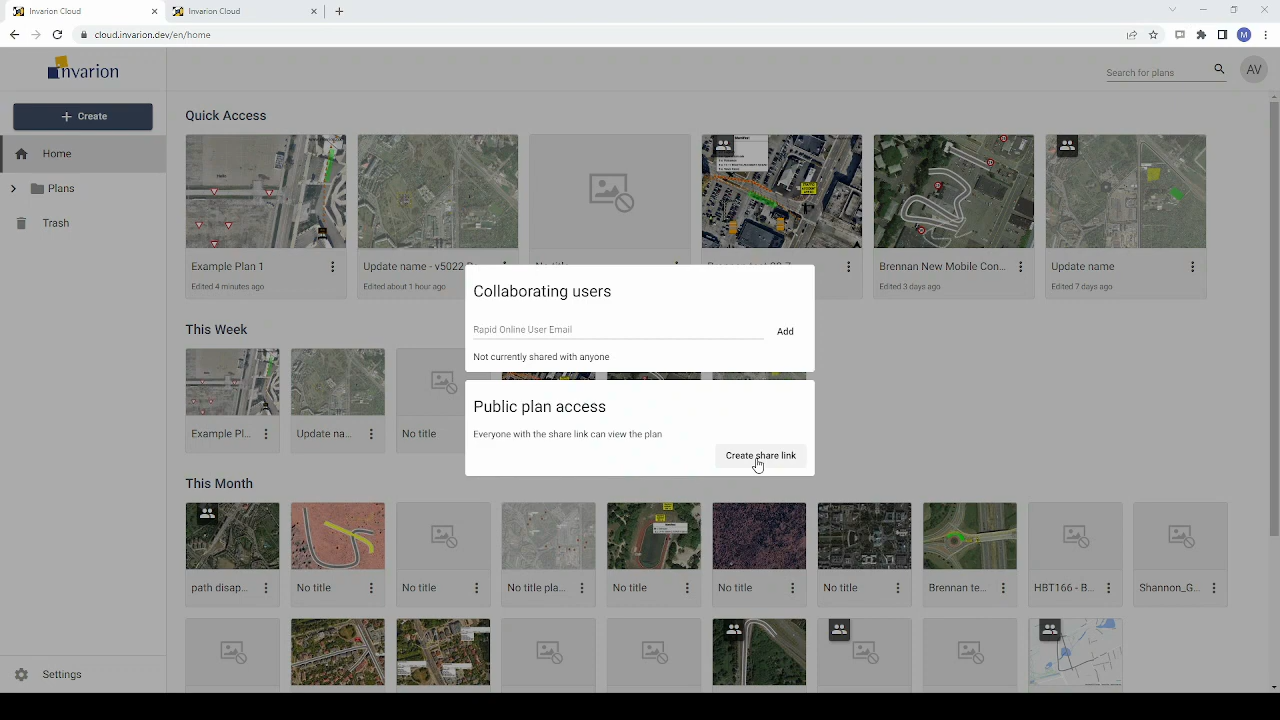 Invarion Cloud
Invarion Cloud
cloud.invarion.dev/en/home
M
invarion
Search for plans
AV
Create
Home
Plans
Trash
Settings
Quick Access
Example Plan 1
Edited 4 minutes ago
Update name - v5022
Edited about 1 hour ago
Brennan New Mobile Con...
Edited 3 days ago
Update name
Edited 7 days ago
Collaborating users
Rapid Online User Email
Add
Not currently shared with anyone
Public plan access
Everyone with the share link can view the plan
Create share link
This Week
Example Pl...
Update na...
No title
This Month
path disap...
No title
No title
No title pla...
No title
No title
No title
Brennan te...
HBT166 - B...
Shannon_G...